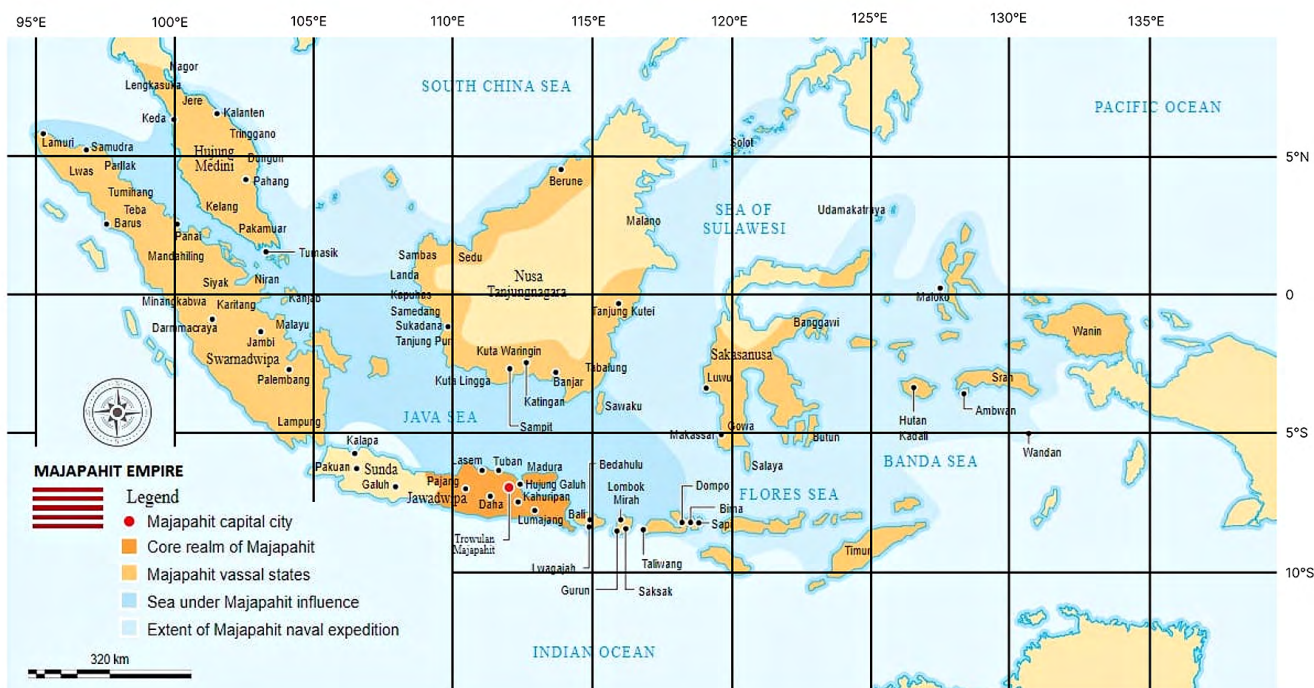 95°E
100°E
105°E
110°E
115°E
120°E
125°E
130°E
135°E
Nagor
Lengkasuka
SOUTH CHINA SEA
PACIFIC OCEAN
Jere
Keda
Kalanten
Tringgano
Lamuri
Samudra
Hujung
Medini
Dungun
Solot
5°N
Parllak
Lwas
Pahang
Berune
Tumihang
Teba
Kelang
Barus
Panai
Pakamuar
Malano
SEA OF
SULAWESI
Udamakatraya
Mandahiling
Tumasik
Sambas
Sedu
Siyak
Niran
Landa
Nusa
Tanjungnagara
Kanjab
Kapuhas
0
Maloko
Minangkabwa
Karitang
Samedang
Tanjung Kutei
Darmmacraya
Malayu
Sukadana
Banggawi
Wanin
Jambi
Tanjung Puri
Swarnadwipa
Kuta Waringin
Sakasanusa
Palembang
Kuta Lingga
Banjar
Tabalung
Luwu
Sran
Katingan
Sawaku
Hutan
Kadali
Ambwan
Lampung
JAVA SEA
Sampit
Makassar
Gowa
Butun
5°S
Kalapa
Wandan
MAJAPAHIT EMPIRE
Pakuan
Sunda
Lasem
Tuban
Madura
Bedahulu
Salaya
BANDA SEA
Galuh
Pajang
Hujung Galuh
Lombok
Mirah
Dompo
FLORES SEA
Legend
Jawadwipa
Daha
Kahuripan
Bima
Majapahit capital city
Lumajang
Bali
Sapi
Core realm of Majapahit
Trowulan
Majapahit
Timur
Majapahit vassal states
Lwagajah
Taliwang
10°S
Gurun
Saksak
Sea under Majapahit influence
Extent of Majapahit naval expedition
INDIAN OCEAN
320 km